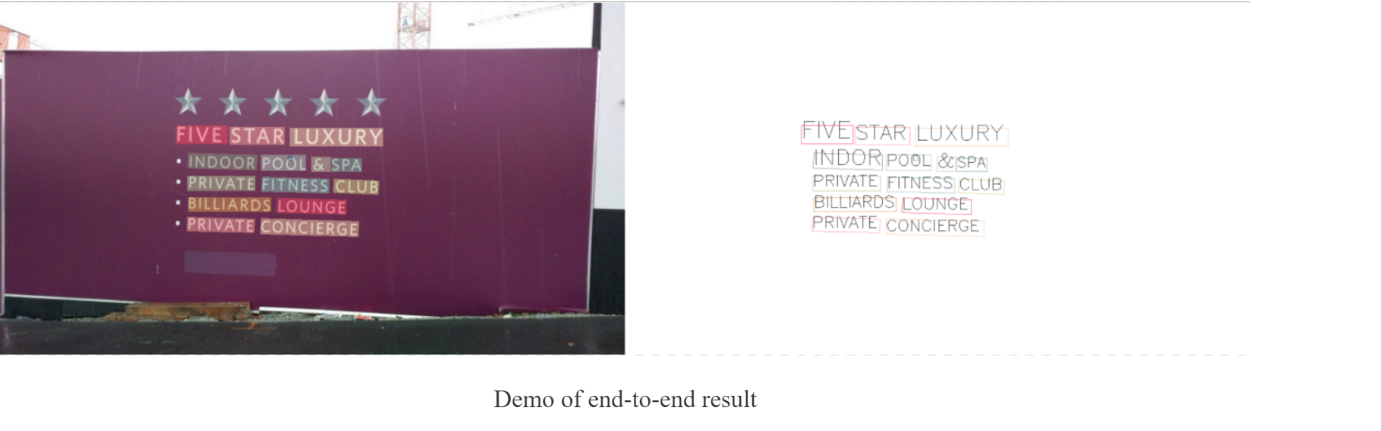 FIVE STAR LUXURY
• INDOOR POOL & SPA
• PRIVATE FITNESS CLUB
• BILLIARDS LOUNGE
• PRIVATE CONCIERGE
FIVE STAR LUXURY
INDOR POOL & SPA
PRIVATE FITNESS CLUB
BILLIARDS LOUNGE
PRIVATE CONCIERGE
Demo of end-to-end result